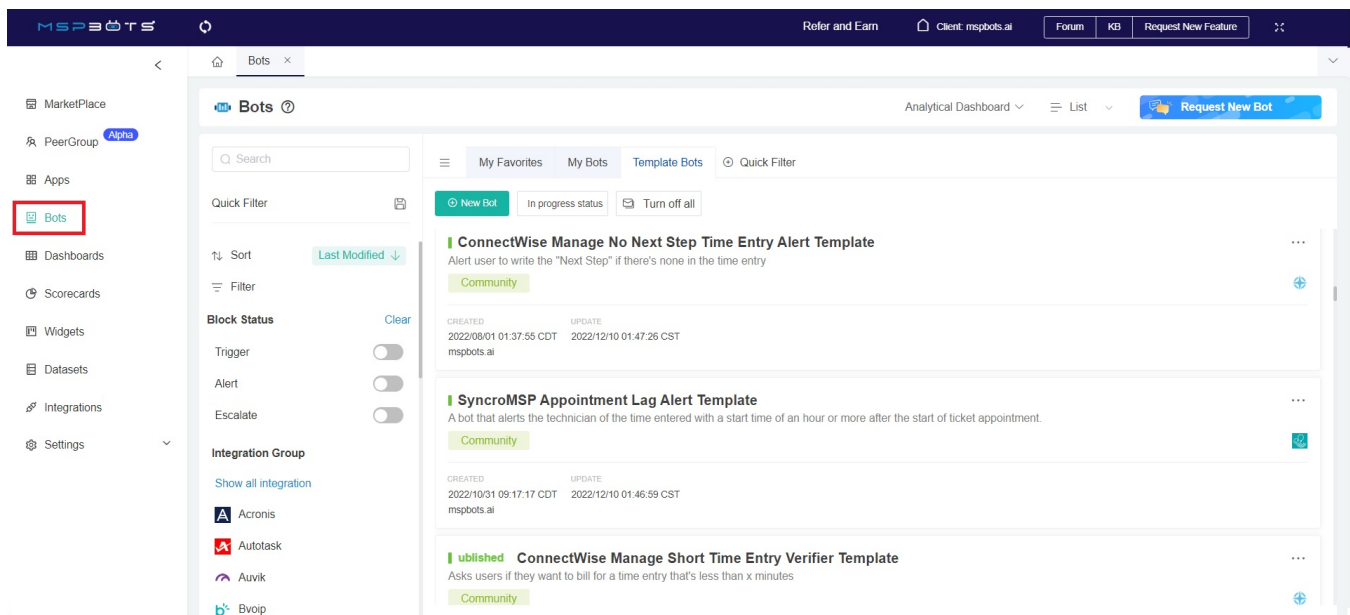 MSPBOTS
Refer and Earn
Client: mspbots.ai
Forum
KB
Request New Feature
Bots ×
MarketPlace
PeerGroup Alpha
Apps
Bots
Dashboards
Scorecards
Widgets
Datasets
Integrations
Settings
Bots
Analytical Dashboard
List
Request New Bot
Search
Quick Filter
Sort
Last Modified ↓
Filter
Block Status
Clear
Trigger
Alert
Escalate
Integration Group
Show all integration
Acronis
Autotask
Auvik
Bvoip
My Favorites
My Bots
Template Bots
Quick Filter
New Bot
In progress status
Turn off all
ConnectWise Manage No Next Step Time Entry Alert Template
Alert user to write the "Next Step" if there's none in the time entry
Community
CREATED UPDATE
2022/08/01 01:37:55 CDT 2022/12/10 01:47:26 CST
mspbots.ai
SyncroMSP Appointment Lag Alert Template
A bot that alerts the technician of the time entered with a start time of an hour or more after the start of ticket appointment.
Community
CREATED UPDATE
2022/10/31 09:17:17 CDT 2022/12/10 01:46:59 CST
mspbots.ai
ublished ConnectWise Manage Short Time Entry Verifier Template
Asks users if they want to bill for a time entry that's less than x minutes
Community